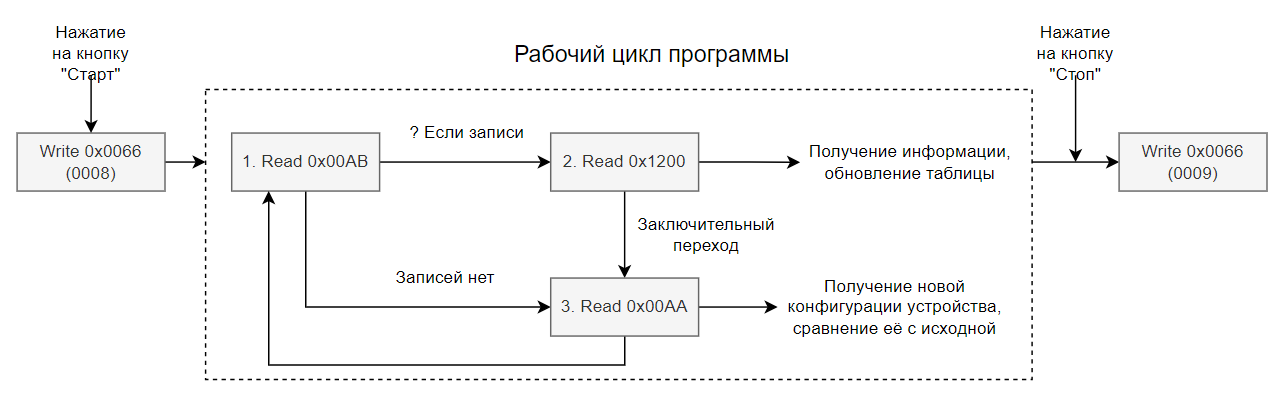 Нажатие
на кнопку
"Старт"
Рабочий цикл программы
Нажатие
на кнопку
"Стоп"
Write 0x0066
(0008)
1. Read 0x00AB
? Если записи
2. Read 0x1200
Получение информации,
обновление таблицы
Write 0x0066
(0009)
Заключительный
переход
Записей нет
3. Read 0x00AA
Получение новой
конфигурации устройства,
сравнение её с исходной